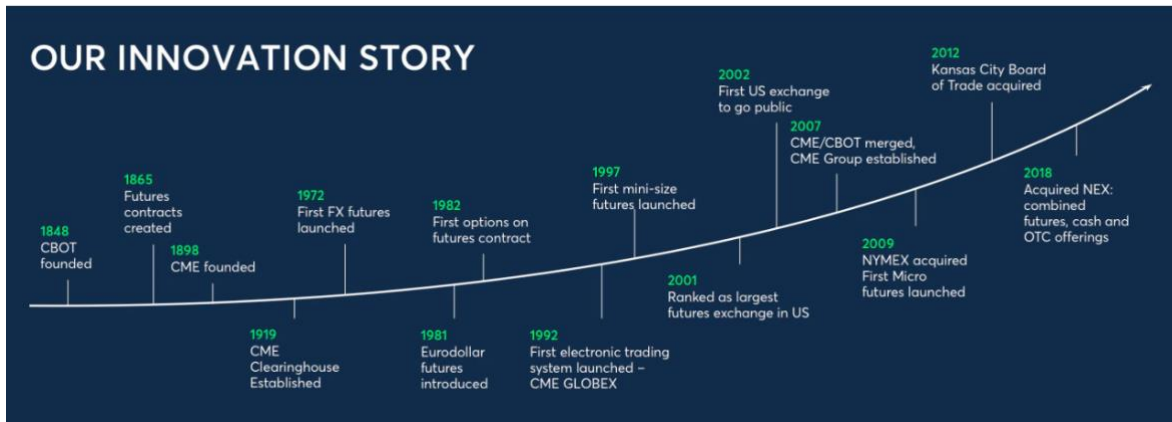 OUR INNOVATION STORY
1848
CBOT
founded
1865
Futures
contracts
created
1898
CME founded
1919
CME
Clearinghouse
Established
1972
First FX futures
launched
1981
Eurodollar
futures
introduced
1982
First options on
futures contract
1992
First electronic trading
system launched –
CME GLOBEX
1997
First mini-size
futures launched
2001
Ranked as largest
futures exchange in US
2002
First US exchange
to go public
2007
CME/CBOT merged,
CME Group established
2009
NYMEX acquired
First Micro
futures launched
2012
Kansas City Board
of Trade acquired
2018
Acquired NEX:
combined
futures, cash and
OTC offerings